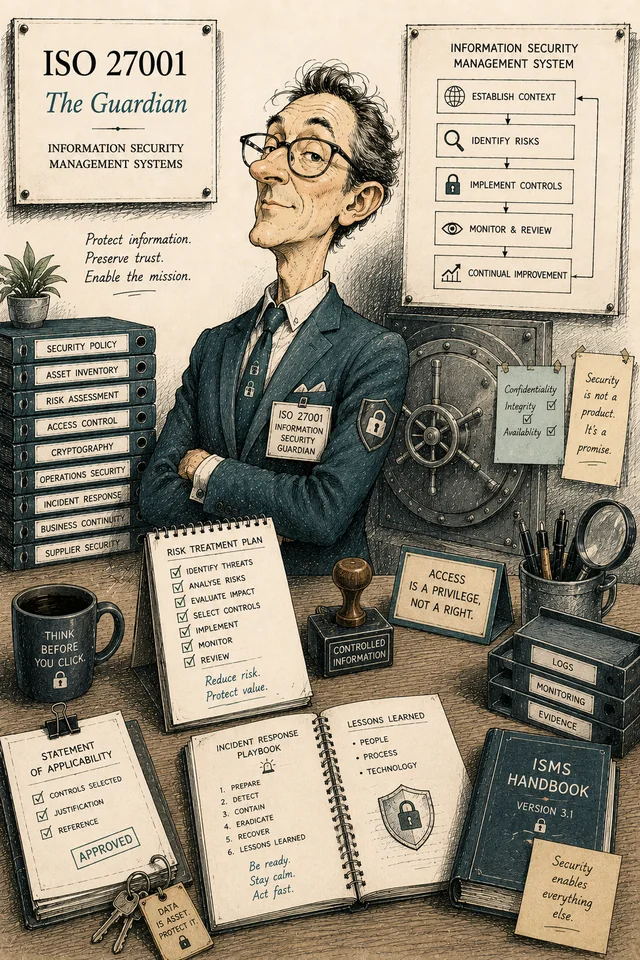 ISO 27001
The Guardian
INFORMATION SECURITY
MANAGEMENT SYSTEMS
INFORMATION SECURITY
MANAGEMENT SYSTEM
ESTABLISH CONTEXT
IDENTIFY RISKS
IMPLEMENT CONTROLS
MONITOR & REVIEW
CONTINUAL IMPROVEMENT
Protect information.
Preserve trust.
Enable the mission.
SECURITY POLICY
ASSET INVENTORY
RISK ASSESSMENT
ACCESS CONTROL
CRYPTOGRAPHY
OPERATIONS SECURITY
INCIDENT RESPONSE
BUSINESS CONTINUITY
SUPPLIER SECURITY
ISO 27001
INFORMATION
SECURITY
GUARDIAN
Confidentiality
Integrity
Availablity
Security
is not a
product.
It's a
promise.
RISK TREATMENT PLAN
IDENTIFY THREATS
ANALYSE RISKS
EVALUATE IMPACT
SELECT CONTROLS
IMPLEMENT
MONITOR
REVIEW
Reduce risk.
Protect value.
CONTROLLED
INFORMATION
ACCESS
IS A PRIVILEGE,
NOT A RIGHT.
THINK
BEFORE
YOU CLICK.
LOGS
MONITORING
EVIDENCE
STATEMENT
OF APPLICABILITY
CONTROLS SELECTED
JUSTIFICATION
REFERENCE
APPROVED
DATA
IS ASSET.
PROTECT IT.
INCIDENT RESPONSE
PLAYBOOK
1. PREPARE
2. DETECT
3. CONTAIN
4. ERADICATE
5. RECOVER
6. LESSONS LEARNED
Be ready.
Stay calm.
Act fast.
LESSONS LEARNED
• PEOPLE
• PROCESS
• TECHNOLOGY
ISMS
HANDBOOK
VERSION 3.1
Security
enables
everything
else.